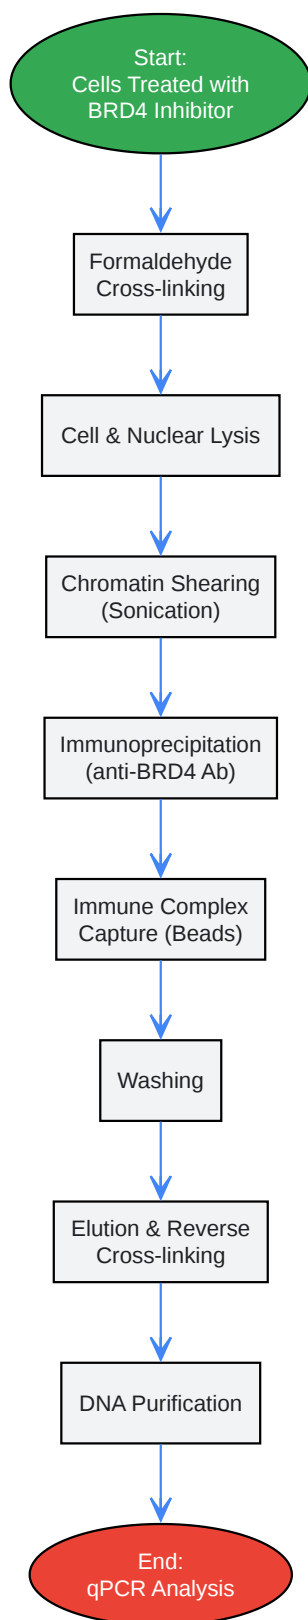 Start:
Cells Treated with
BRD4 Inhibitor
Formaldehyde
Cross-linking
Cell & Nuclear Lysis
Chromatin Shearing
(Sonication)
Immunoprecipitation
(anti-BRD4 Ab)
Immune Complex
Capture (Beads)
Washing
Elution & Reverse
Cross-linking
DNA Purification
End:
qPCR Analysis